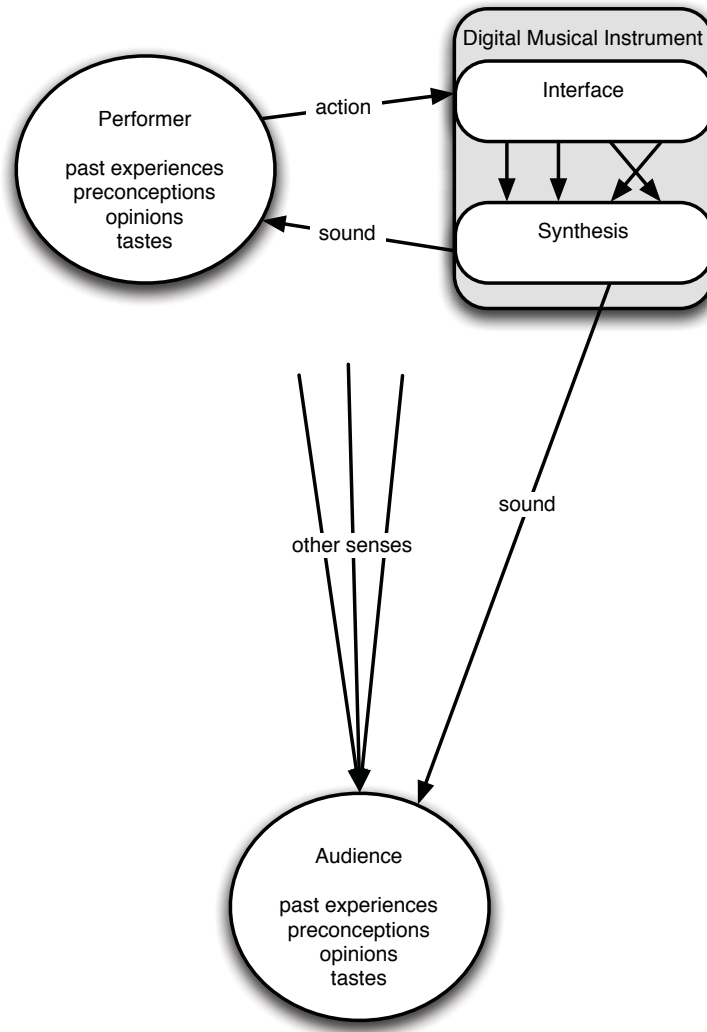 Digital Musical Instrument
Interface
Performer
past experiences
preconceptions
opinions
tastes
action
sound
Synthesis
sound
other senses
Audience
past experiences
preconceptions
opinions
tastes